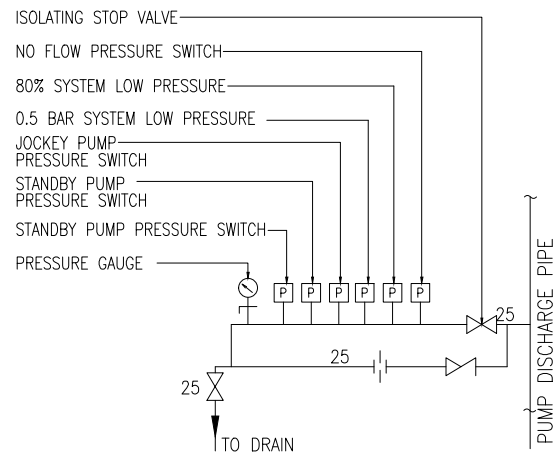 ISOLATING STOP VALVE
NO FLOW PRESSURE SWITCH
80% SYSTEM LOW PRESSURE
0.5 BAR SYSTEM LOW PRESSURE
JOCKEY PUMP
PRESSURE SWITCH
STANDBY PUMP
PRESSURE SWITCH
STANDBY PUMP PRESSURE SWITCH
PRESSURE GAUGE
P P P P P P
25
25
25
TO DRAIN
PUMP DISCHARGE PIPE